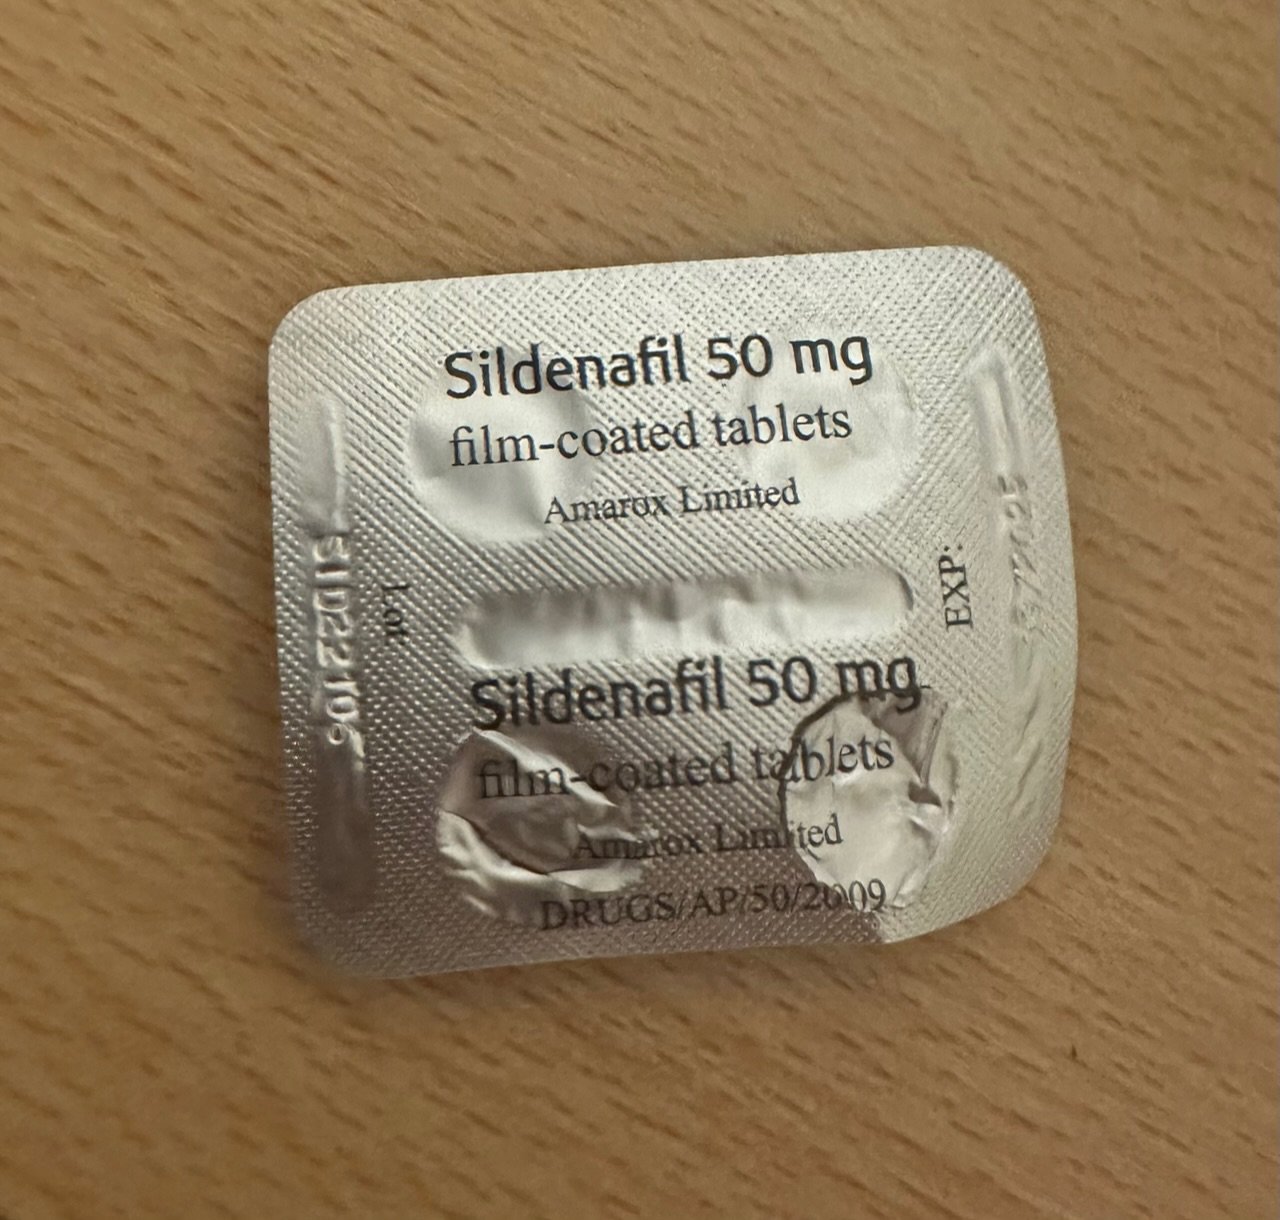 Sildenafil 50 mg
film-coated tablets
Amarox Limited
Lot
EXP:
Sildenafil 50 mg
film-coated tablets
Amarox Limited
DRUGS/AP/50/2009